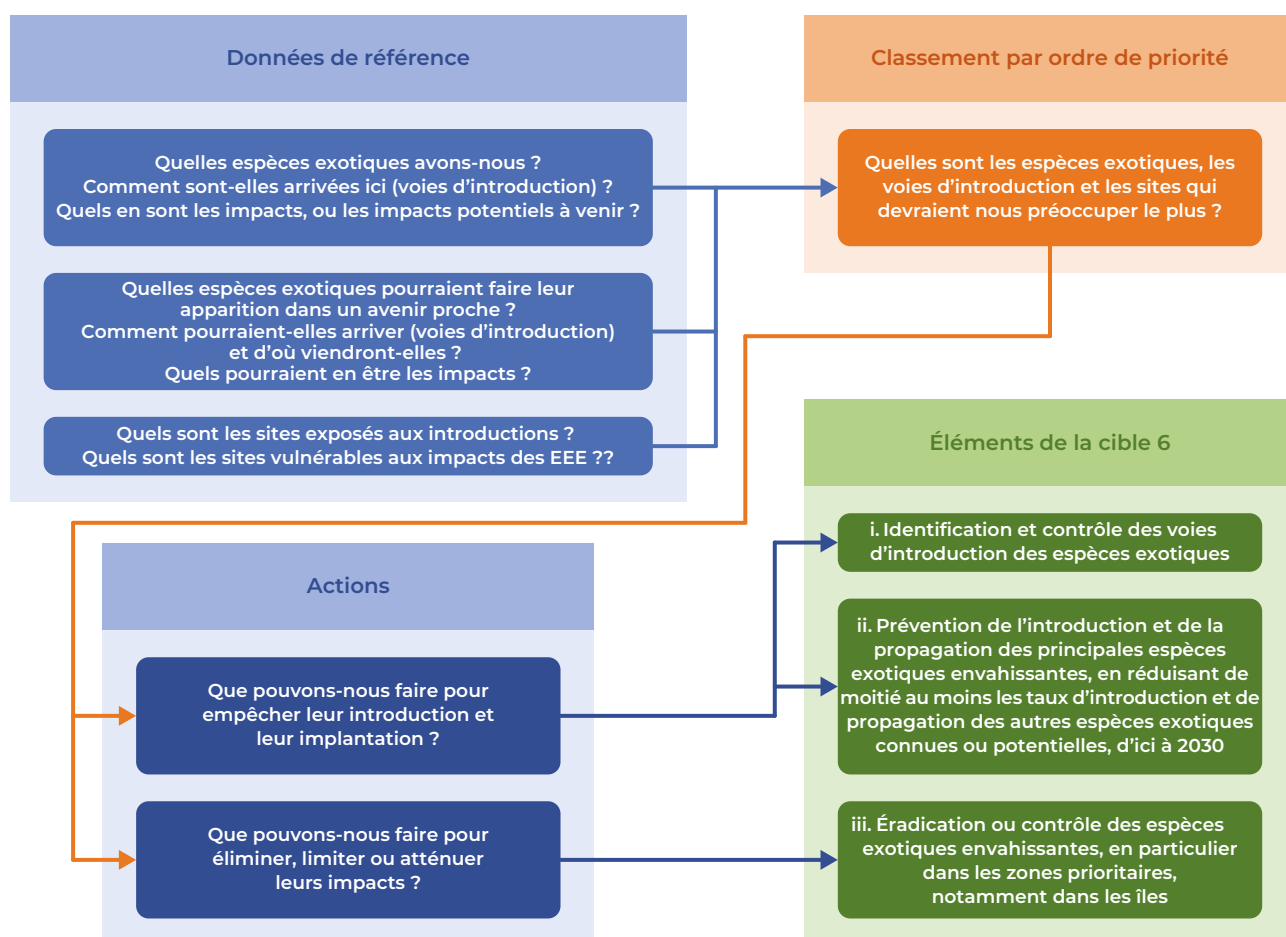 Données de référence
Quelles espèces exotiques avons-nous ?
Comment sont-elles arrivées ici (voies d'introduction) ?
Quels en sont les impacts, ou les impacts potentiels à venir ?
Quelles espèces exotiques pourraient faire leur
apparition dans un avenir proche ?
Comment pourraient-elles arriver (voies d'introduction)
et d'où viendront-elles ?
Quels pourraient en être les impacts ?
Quels sont les sites exposés aux introductions ?
Quels sont les sites vulnérables aux impacts des EEE ??
Classement par ordre de priorité
Quelles sont les espèces exotiques, les
voies d'introduction et les sites qui
devraient nous préoccuper le plus ?
Actions
Que pouvons-nous faire pour
empêcher leur introduction et
leur implantation ?
Que pouvons-nous faire pour
éliminer, limiter ou atténuer
leurs impacts ?
Éléments de la cible 6
i. Identification et contrôle des voies
d'introduction des espèces exotiques
ii. Prévention de l'introduction et de la
propagation des principales espèces
exotiques envahissantes, en réduisant de
moitié au moins les taux d'introduction et de
propagation des autres espèces exotiques
connues ou potentielles, d'ici à 2030
iii. Éradication ou contrôle des espèces
exotiques envahissantes, en particulier
dans les zones prioritaires,
notamment dans les îles